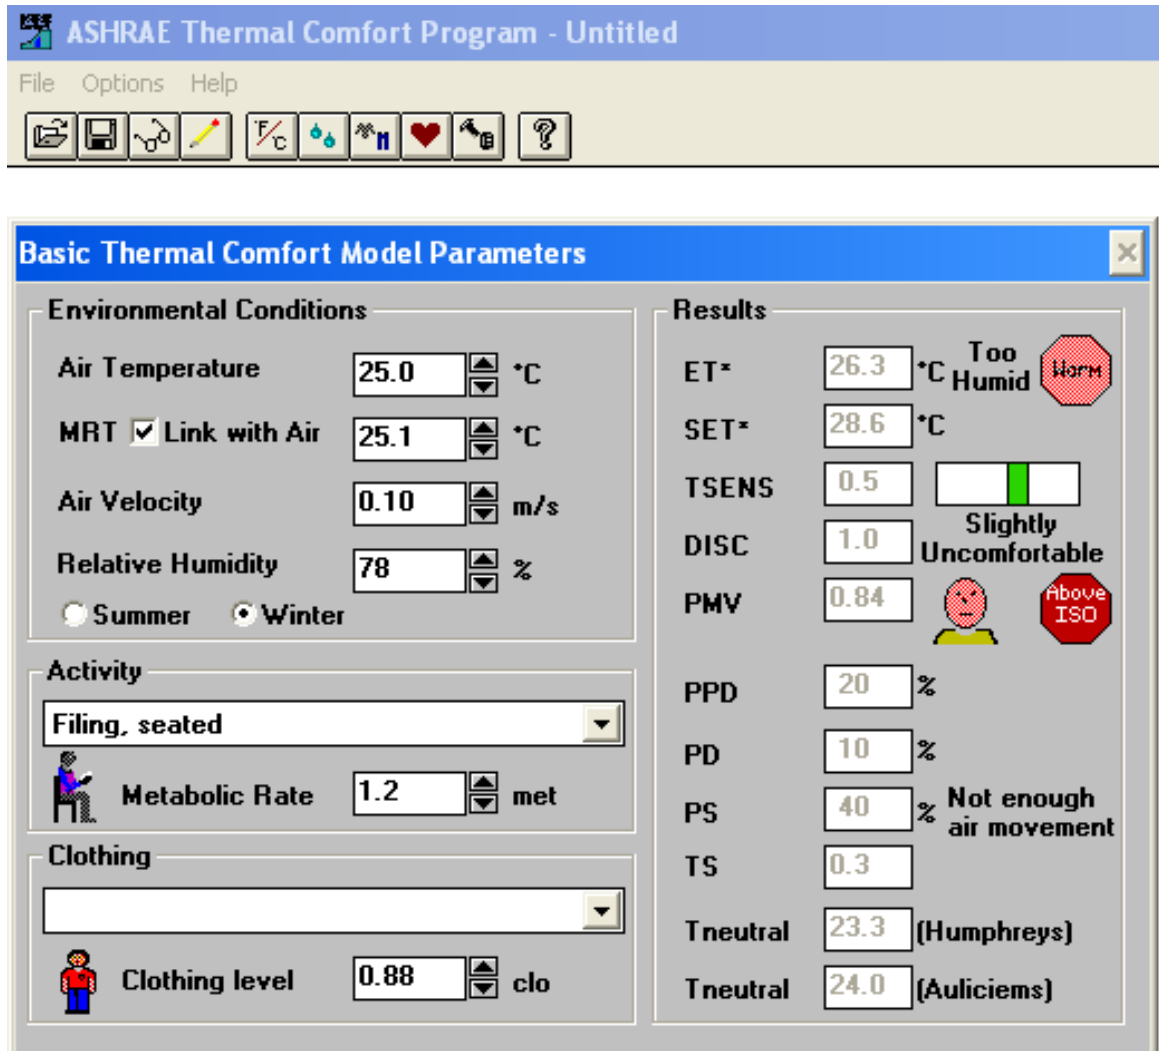 ASHRAE Thermal Comfort Program - Untitled
File Options Help
°F/C
Basic Thermal Comfort Model Parameters
Environmental Conditions
Air Temperature 25.0 °C
MRT Link with Air 25.1 °C
Air Velocity 0.10 m/s
Relative Humidity 78 %
Summer Winter
Activity
Filing, seated
Metabolic Rate 1.2 met
Clothing
Clothing level 0.88 clo
Results
ET* 26.3 °C Too Humid Warm
SET* 28.6 °C
TSENS 0.5
DISC 1.0 Slightly Uncomfortable
PMV 0.84 Above ISO
PPD 20 %
PD 10 %
PS 40 % Not enough air movement
TS 0.3
Tneutral 23.3 (Humphreys)
Tneutral 24.0 (Auliciems)